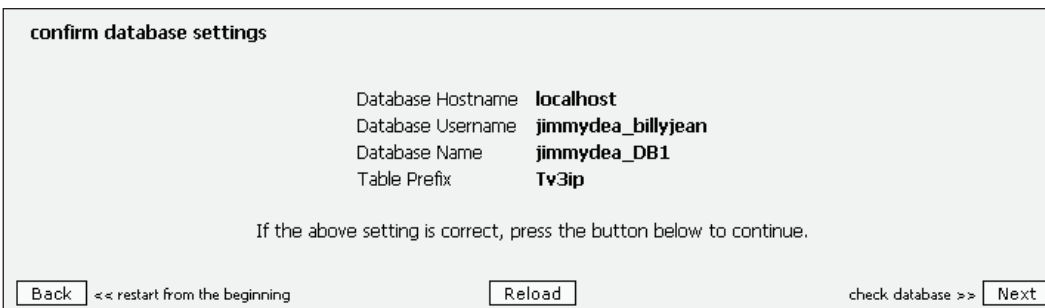 confirm database settings
Database Hostname localhost
Database Username jimmydea_billyjean
Database Name jimmydea_DB1
Table Prefix Tv3ip
If the above setting is correct, press the button below to continue.
Back << restart from the beginning Reload check database >> Next